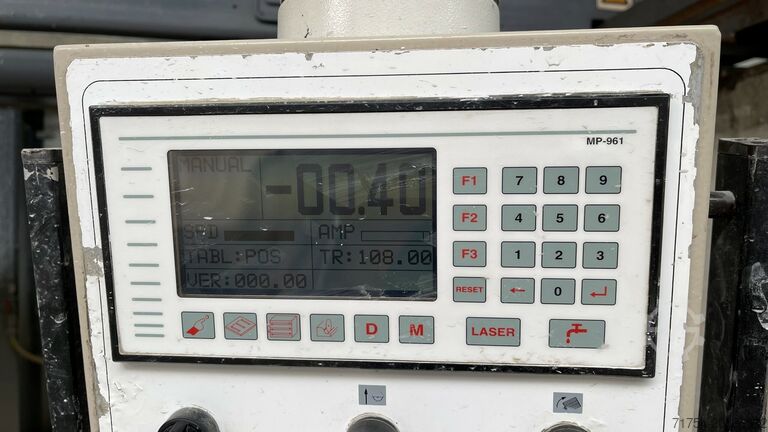 MP-961
MANUAL
-00.40
SPD AMP
TABL:POS TR:108.00
VER:000.00
F1 7 8 9
F2 4 5 6
F3 1 2 3
RESET ← 0 ↵
D M LASER